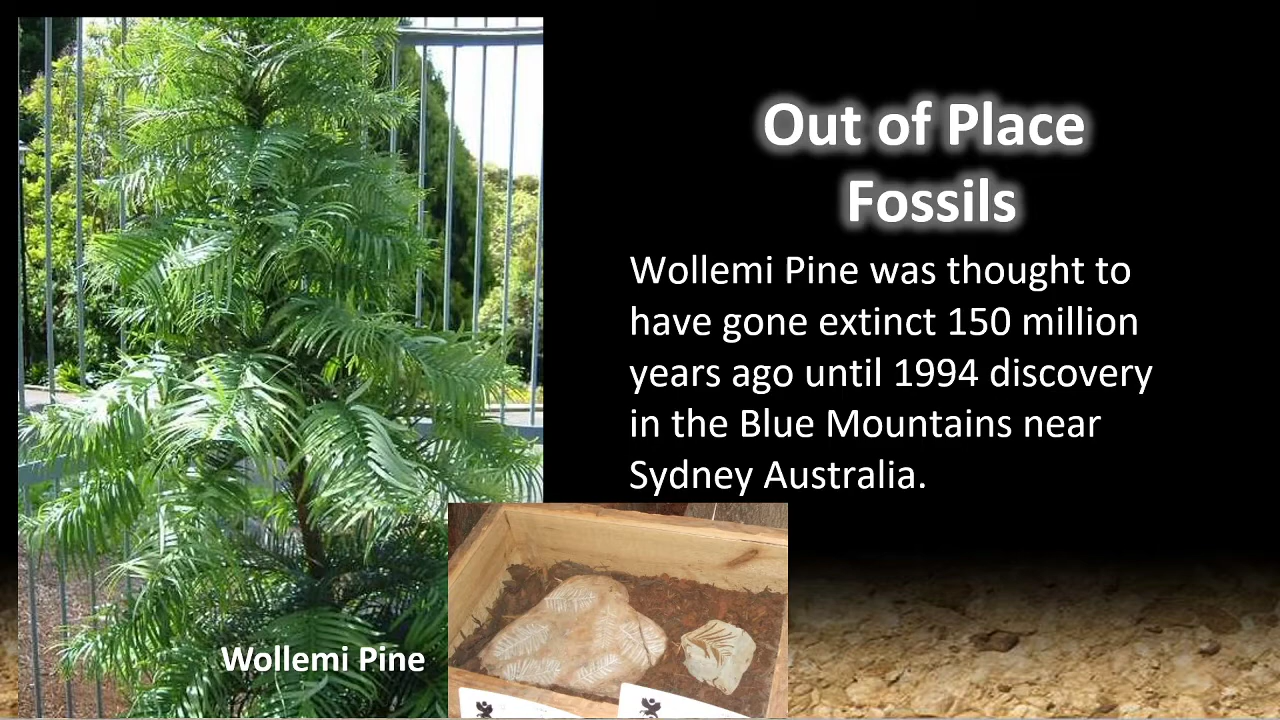 Out of Place
Fossils
Wollemi Pine was thought to
have gone extinct 150 million
years ago until 1994 discovery
in the Blue Mountains near
Sydney Australia.
Wollemi Pine